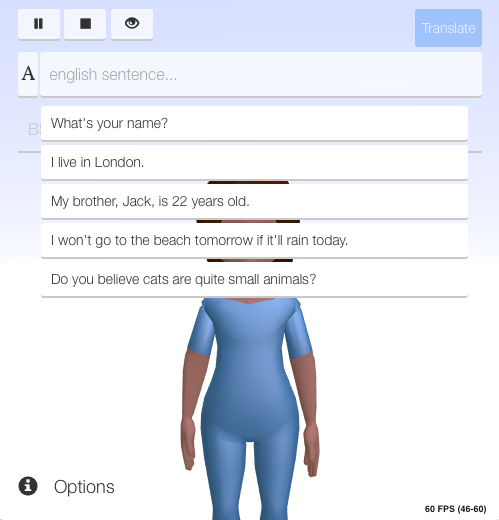 Translate
A
english sentence...
B
What's your name?
I live in London.
My brother, Jack, is 22 years old.
I won't go to the beach tomorrow if it'll rain today.
Do you believe cats are quite small animals?
Options
60 FPS (46-60)